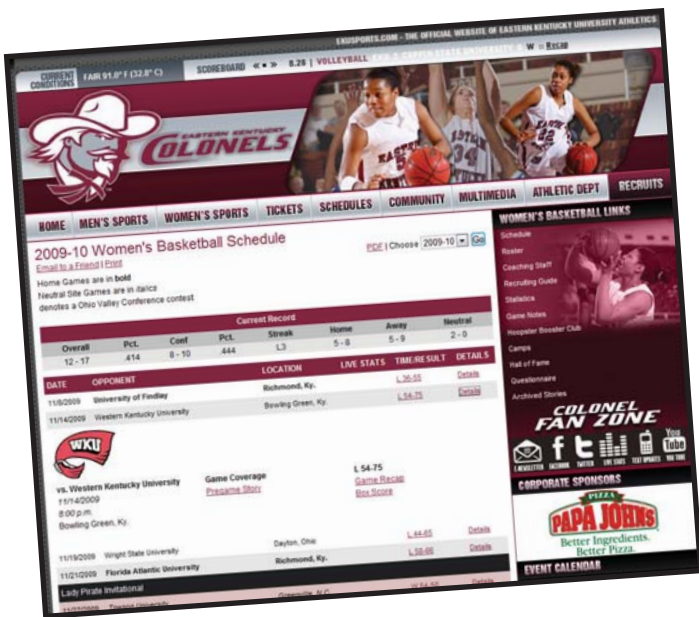 EKUSPORTS.COM - THE OFFICIAL WEBSITE OF EASTERN KENTUCKY UNIVERSITY ATHLETICS
CURRENT CONDITIONS FAIR 91.0° F (32.8° C) SCOREBOARD 8.28 | VOLLEYBALL STATE UNIVERSITY W Recap
EASTERN KENTUCKY
COLONELS
HOME MEN'S SPORTS WOMEN'S SPORTS TICKETS SCHEDULES COMMUNITY MULTIMEDIA ATHLETIC DEPT RECRUITS
2009-10 Women's Basketball Schedule
PDF | Choose 2009-10 Go
Email to a Friend | Print
Home Games are in bold
Neutral Site Games are in italics
denotes a Ohio Valley Conference contest
Current Record
Overall Pct. Conf Pct. Streak Home Away Neutral
12 - 17 .414 8 - 10 .444 L3 5 - 8 5 - 9 2 - 0
DATE OPPONENT LOCATION LIVE STATS TIME/RESULT DETAILS
11/8/2009 University of Findlay Richmond, Ky. L 36-55 Details
11/14/2009 Western Kentucky University Bowling Green, Ky. L 54-75 Details
WKU
vs. Western Kentucky University
11/14/2009
8:00 p.m.
Bowling Green, Ky.
Game Coverage
Pregame Story
L 54-75
Game Recap
Box Score
11/19/2009 Wright State University Dayton, Ohio L 44-65 Details
11/21/2009 Florida Atlantic University Richmond, Ky. Details
Lady Pirate Invitational
Greenville, N.C. Details
WOMEN'S BASKETBALL LINKS
Schedule
Roster
Coaching Staff
Recruiting Guide
Statistics
Game Notes
Hoopster Booster Club
Camps
Hall of Fame
Questionnaire
Archived Stories
COLONEL
FAN ZONE
You Tube
E-NEWSLETTER FACEBOOK TWITTER LIVE STATS TEXT UPDATES YOU TUBE
CORPORATE SPONSORS
PIZZA
PAPA JOHNS
Better Ingredients.
Better Pizza.
EVENT CALENDAR